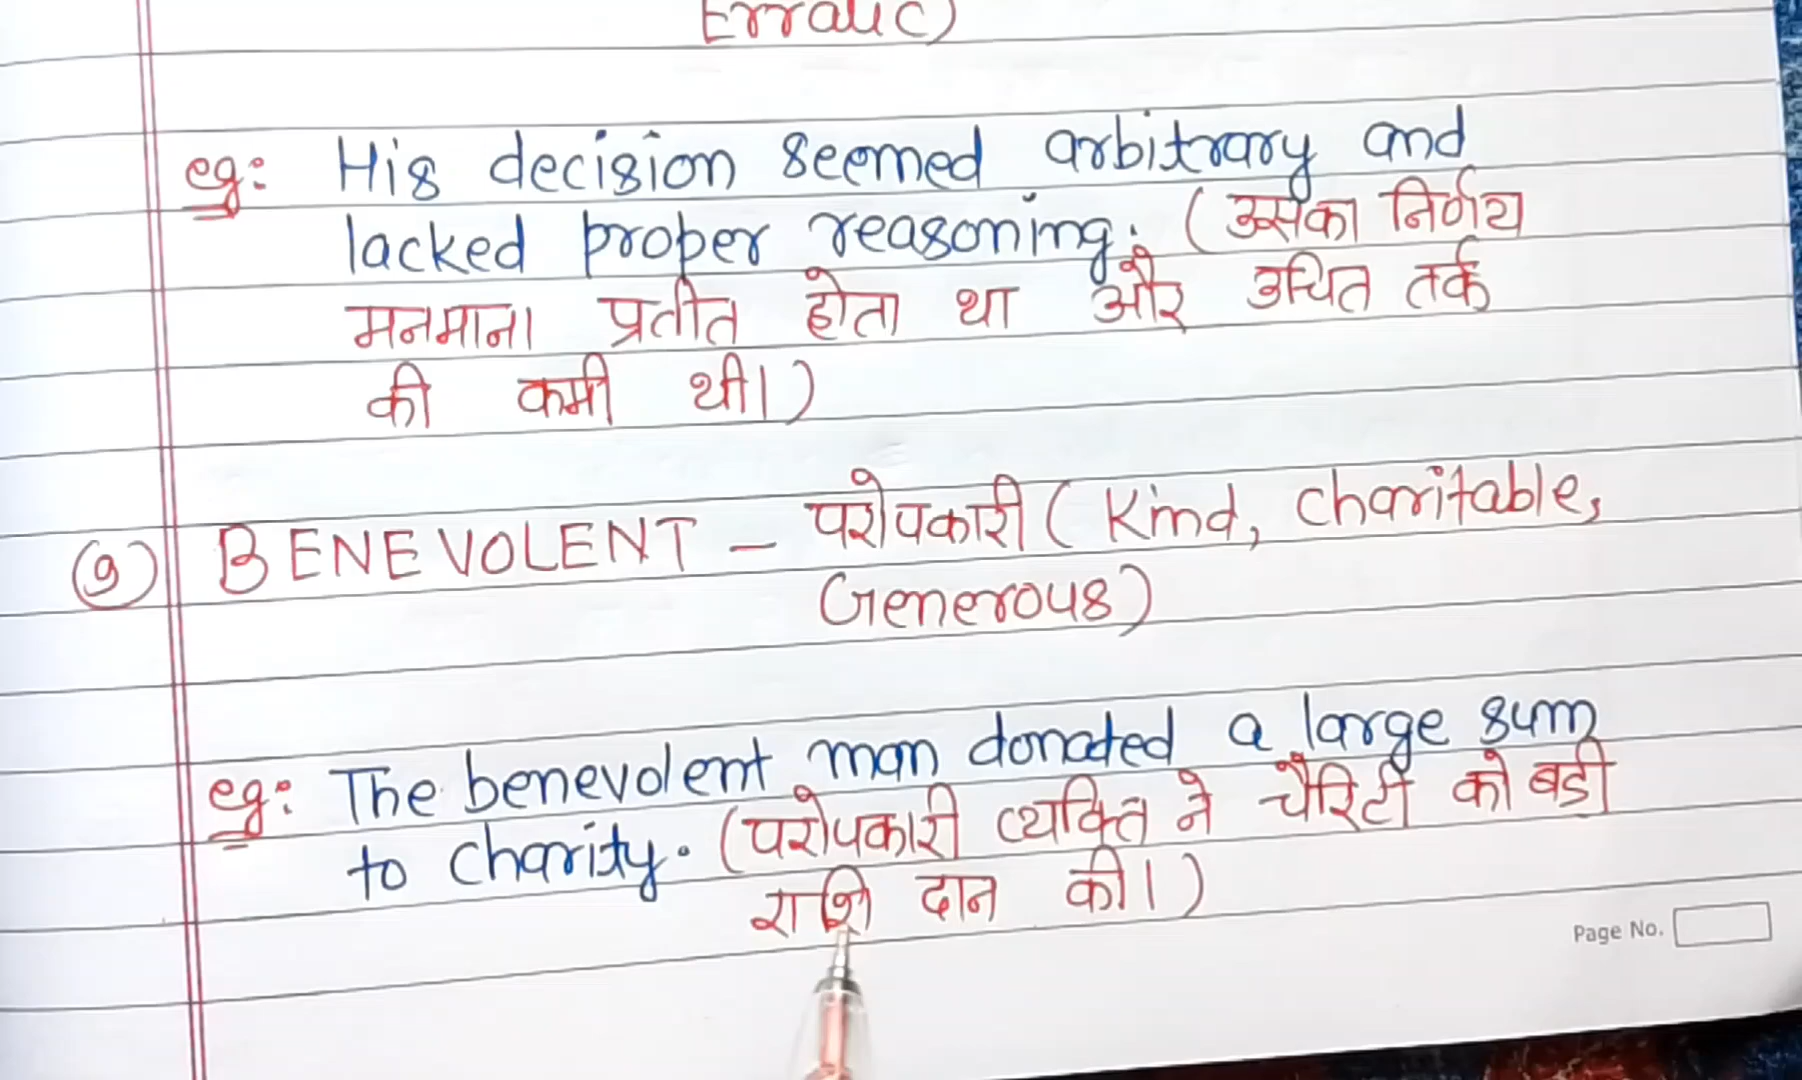 Erratic)
eg: His decision seemed arbitrary and
lacked proper reasoning. (उसका निर्णय
मनमाना प्रतीत होता था और उचित तर्क
की कमी थी।)
(9) BENEVOLENT - परोपकारी (Kind, Charitable,
Generous)
eg: The benevolent man donated a large sum
to charity. (परोपकारी व्यक्ति ने चैरिटी को बडी
राशि दान की।)
Page No.